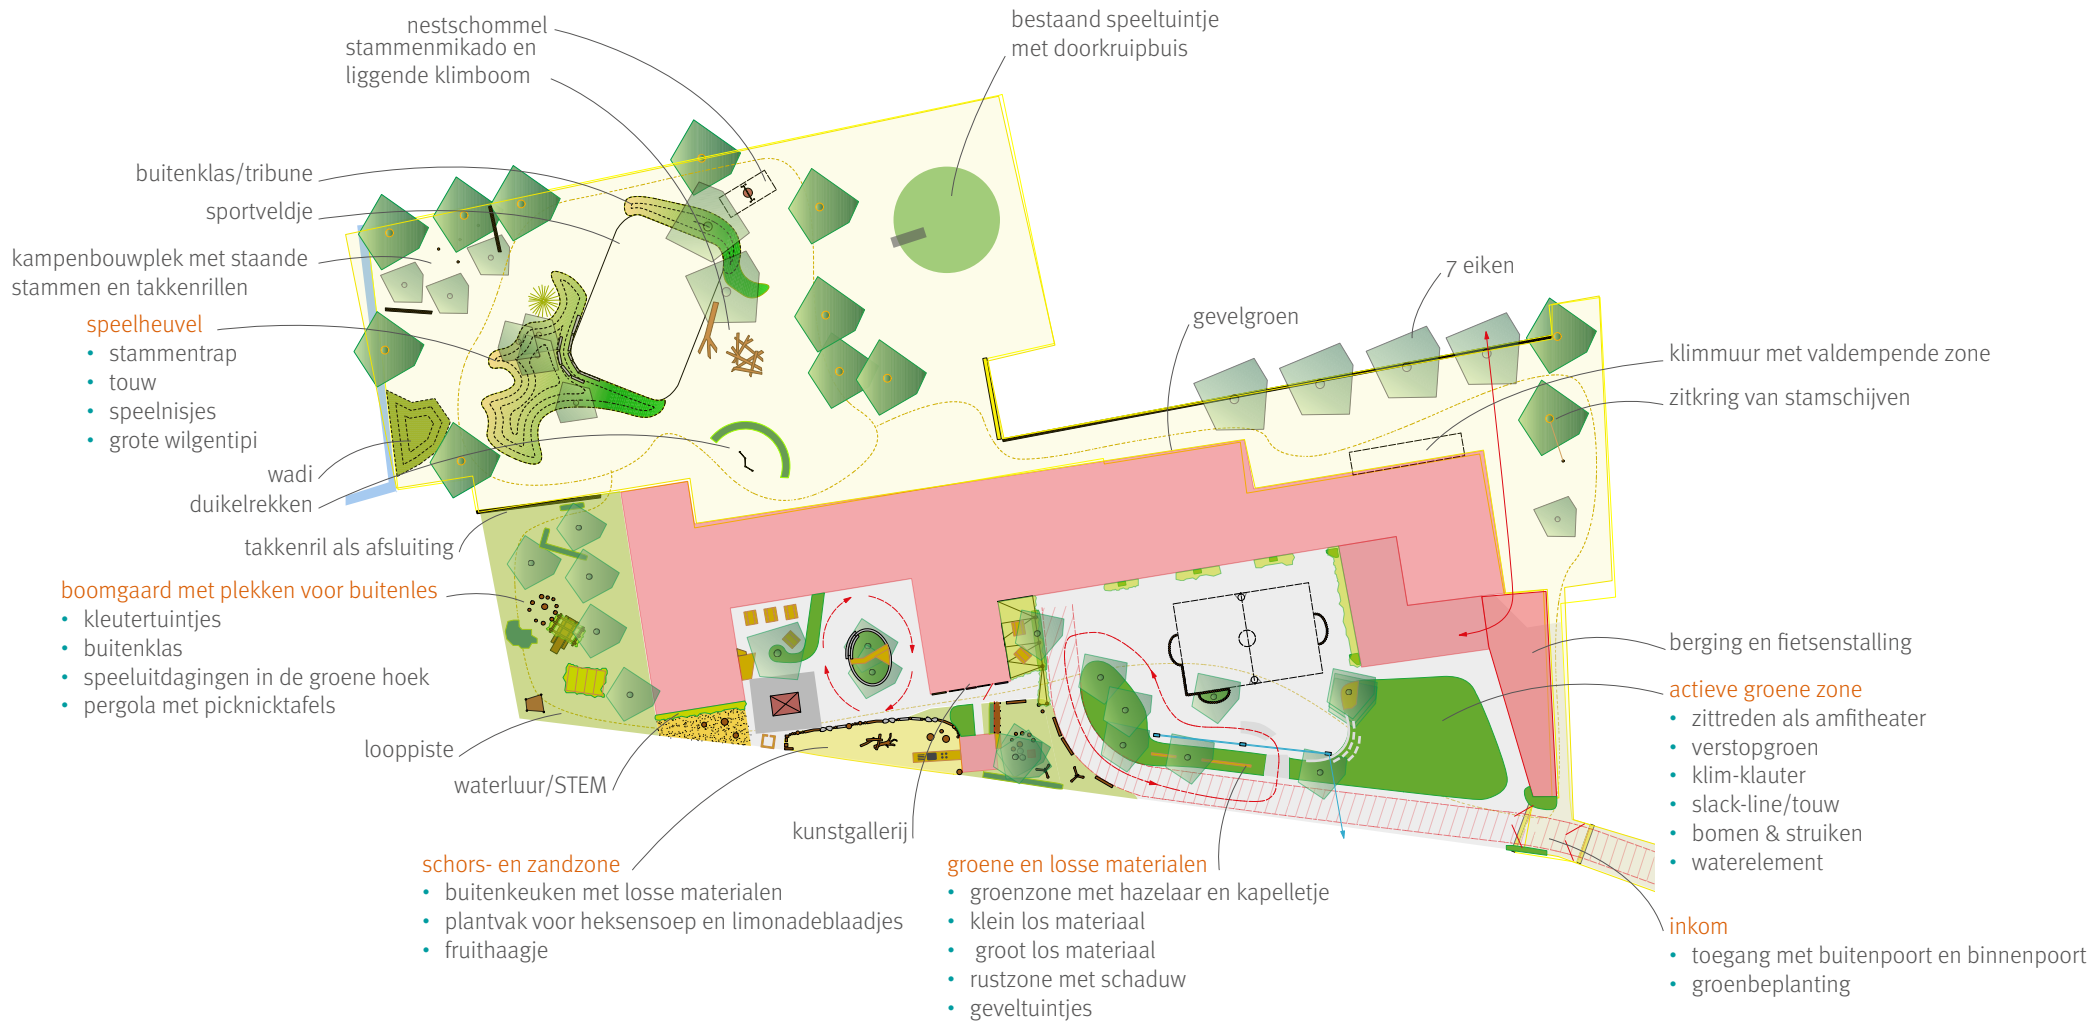 nestschommel
stammenmikado en
liggende klimboom
bestaand speeltuintje
met doorkruipbuis
buitenklas/tribune
sportveldje
kampenbouwplek met staande
stammen en takkenrillen
speelheuvel
• stammentrap
• touw
• speelnisjes
• grote wilgentipi
wadi
duikelrekken
takkenril als afsluiting
boomgaard met plekken voor buitenles
• kleutertuintjes
• buitenklas
• speeluitdagingen in de groene hoek
• pergola met picknicktafels
looppiste
waterluur/STEM
kunstgallerij
schors- en zandzone
• buitenkeuken met losse materialen
• plantvak voor heksensoep en limonadeblaadjes
• fruithaagje
groene en losse materialen
• groenzone met hazelaar en kapelletje
• klein los materiaal
• groot los materiaal
• rustzone met schaduw
• geveltuintjes
gevelgroen
7 eiken
klimmuur met valdempende zone
zitkring van stamschijven
berging en fietsenstalling
actieve groene zone
• zittreden als amfitheater
• verstopgroen
• klim-klauter
• slack-line/touw
• bomen & struiken
• waterelement
inkom
• toegang met buitenpoort en binnenpoort
• groenbeplanting